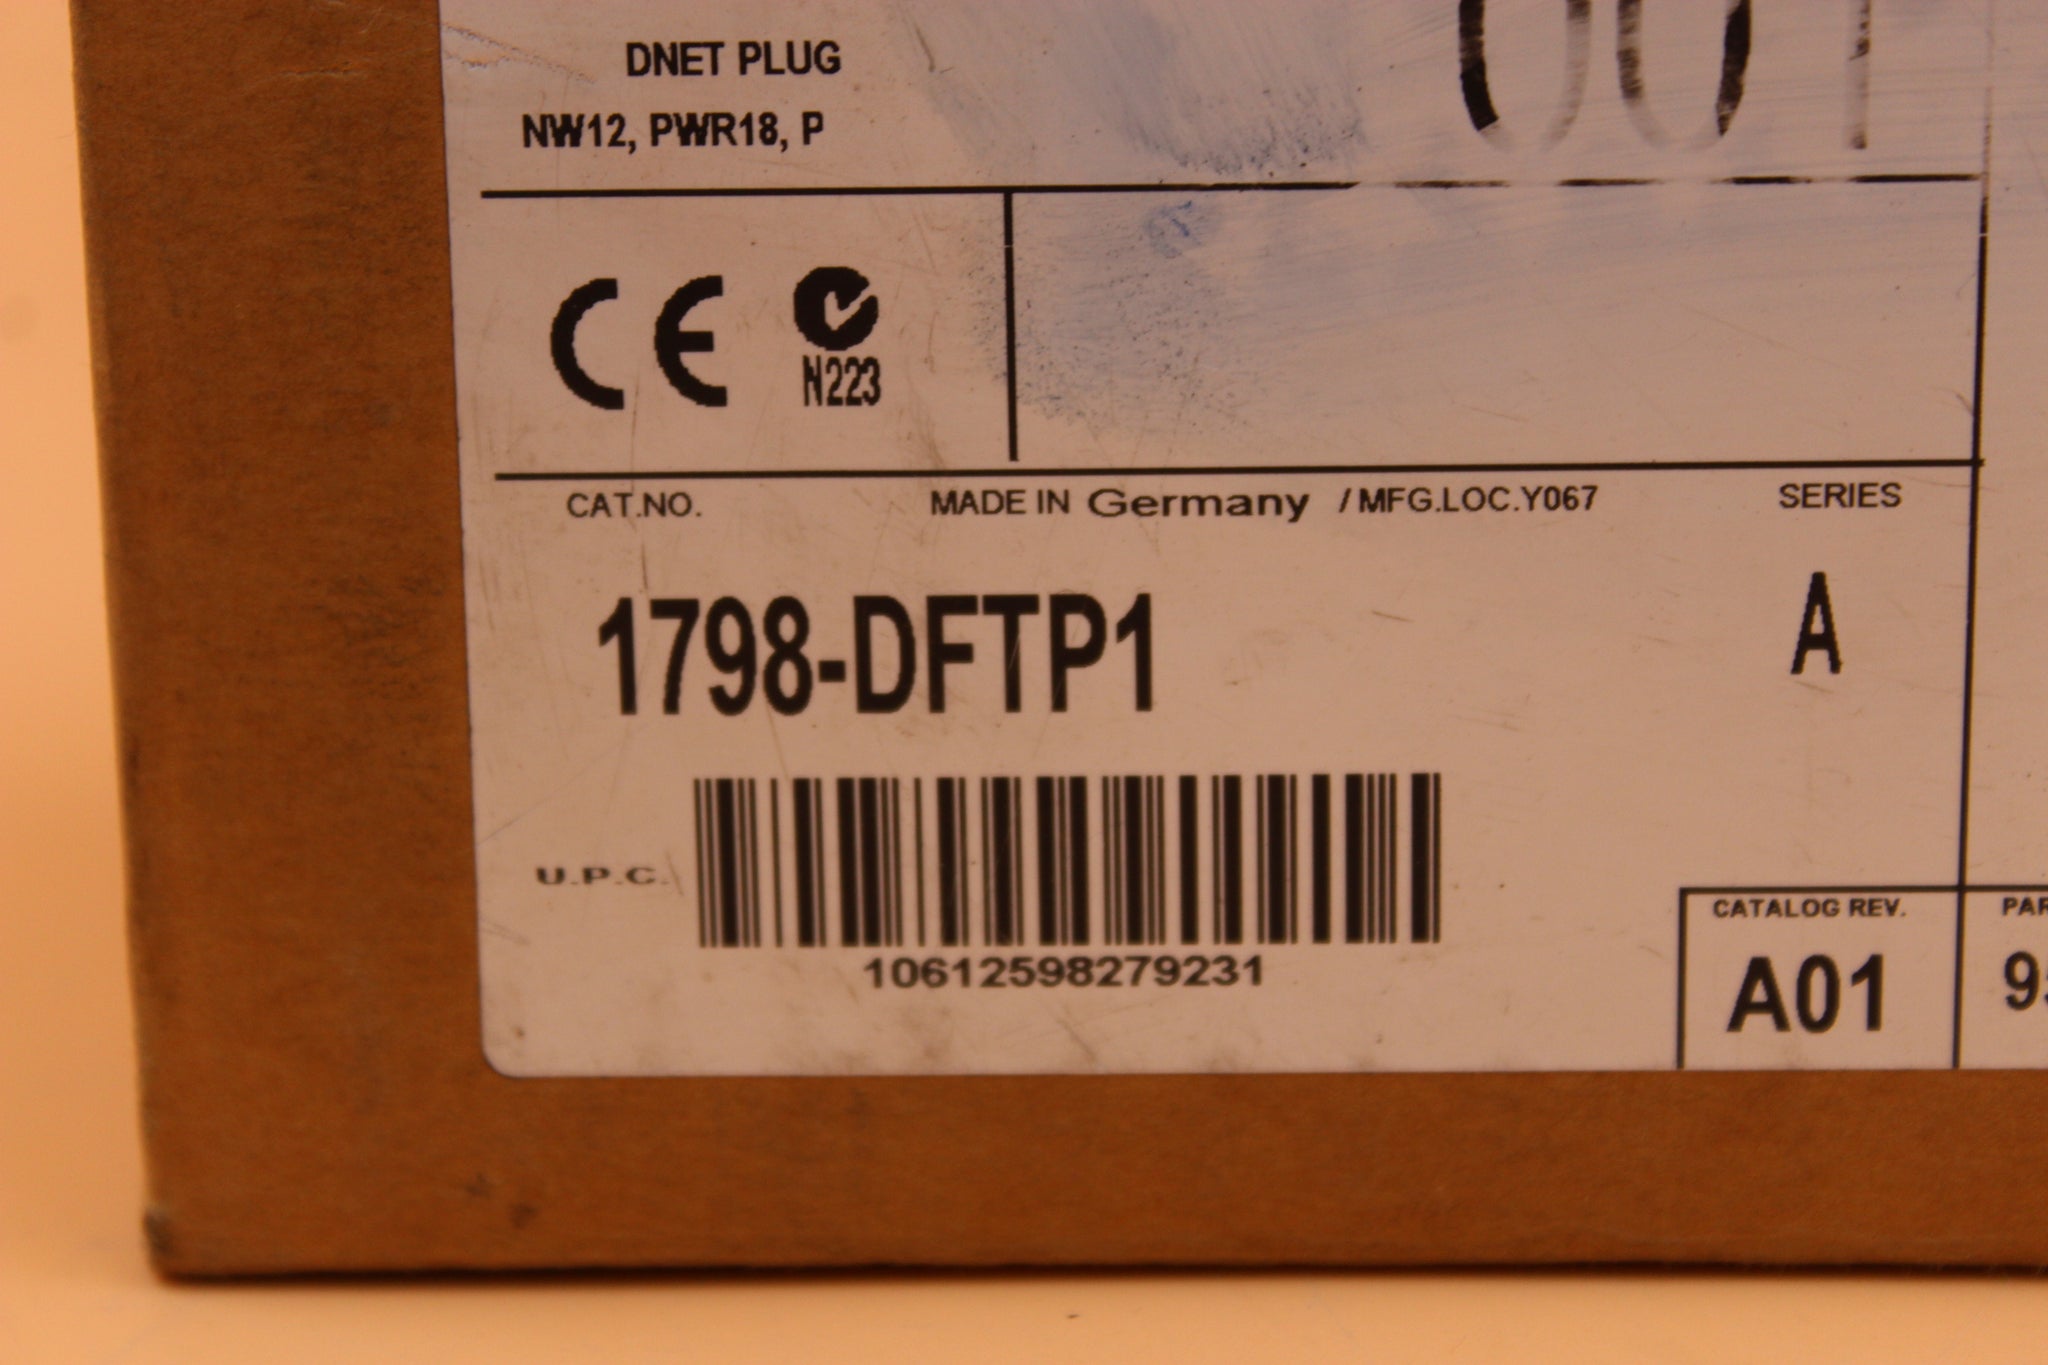 DNET PLUG
001
NW12, PWR18, P
CE
N223
CAT.NO. MADE IN Germany / MFG.LOC.Y067 SERIES
1798-DFTP1 A
U.P.C.
10612598279231
CATALOG REV.
A01